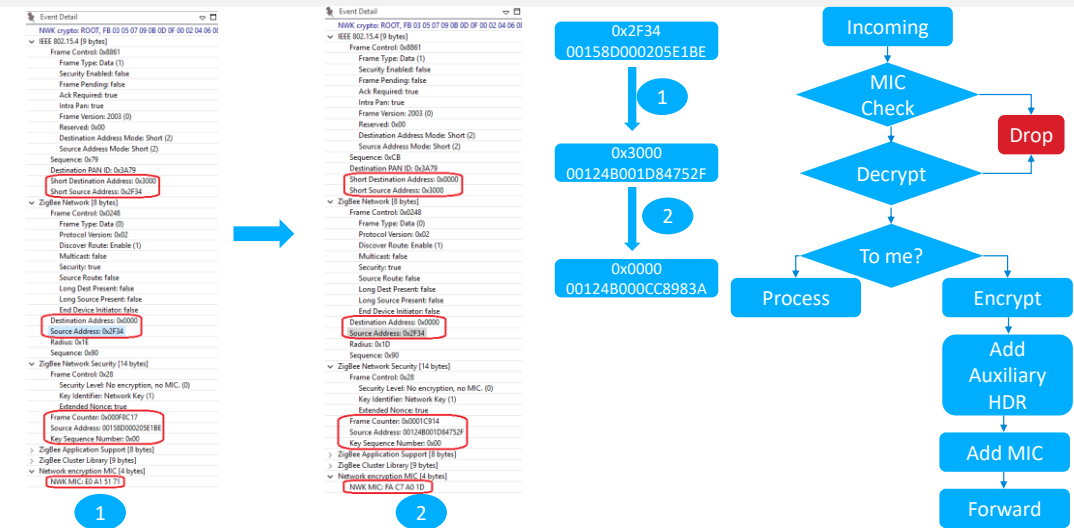 Event Detail
NWK crypto: ROOT, FB 03 05 07 09 0B 0D 0F 00 02 04 06 0
IEEE 802.15.4 [9 bytes]
Frame Control: 0x8861
Frame Type: Data (1)
Security Enabled: false
Frame Pending: false
Ack Required: true
Intra Pan: true
Frame Version: 2003 (0)
Reserved: 0x00
Destination Address Mode: Short (2)
Source Address Mode: Short (2)
Sequence: 0x79
Destination PAN ID: 0x3A79
Short Destination Address: 0x3000
Short Source Address: 0x2F34
ZigBee Network [8 bytes]
Frame Control: 0x0248
Frame Type: Data (0)
Protocol Version: 0x02
Discover Route: Enable (1)
Multicast: false
Security: true
Source Route: false
Long Dest Present: false
Long Source Present: false
End Device Initiator: false
Destination Address: 0x0000
Source Address: 0x2F34
Radius: 0x1E
Sequence: 0x90
ZigBee Network Security [14 bytes]
Frame Control: 0x28
Security Level: No encryption, no MIC. (0)
Key Identifier: Network Key (1)
Extended Nonce: true
Frame Counter: 0x000F8C17
Source Address: 00158D000205E1BE
Key Sequence Number: 0x00
ZigBee Application Support [8 bytes]
ZigBee Cluster Library [9 bytes]
Network encryption MIC [4 bytes]
NWK MIC: E0 A1 51 71
1
Event Detail
NWK crypto: ROOT, FB 03 05 07 09 0B 0D 0F 00 02 04 06 08
IEEE 802.15.4 [9 bytes]
Frame Control: 0x8861
Frame Type: Data (1)
Security Enabled: false
Frame Pending: false
Ack Required: true
Intra Pan: true
Frame Version: 2003 (0)
Reserved: 0x00
Destination Address Mode: Short (2)
Source Address Mode: Short (2)
Sequence: 0xCB
Destination PAN ID: 0x3A79
Short Destination Address: 0x0000
Short Source Address: 0x3000
ZigBee Network [8 bytes]
Frame Control: 0x0248
Frame Type: Data (0)
Protocol Version: 0x02
Discover Route: Enable (1)
Multicast: false
Security: true
Source Route: false
Long Dest Present: false
Long Source Present: false
End Device Initiator: false
Destination Address: 0x0000
Source Address: 0x2F34
Radius: 0x1D
Sequence: 0x90
ZigBee Network Security [14 bytes]
Frame Control: 0x28
Security Level: No encryption, no MIC. (0)
Key Identifier: Network Key (1)
Extended Nonce: true
Frame Counter: 0x0001C914
Source Address: 00124B001D84752F
Key Sequence Number: 0x00
ZigBee Application Support [8 bytes]
ZigBee Cluster Library [9 bytes]
Network encryption MIC [4 bytes]
NWK MIC: FA C7 A0 1D
2
0x2F34
00158D000205E1BE
1
0x3000
00124B001D84752F
2
0x0000
00124B000CC8983A
Incoming
MIC
Check
Drop
Decrypt
To me?
Process
Encrypt
Add
Auxiliary
HDR
Add MIC
Forward